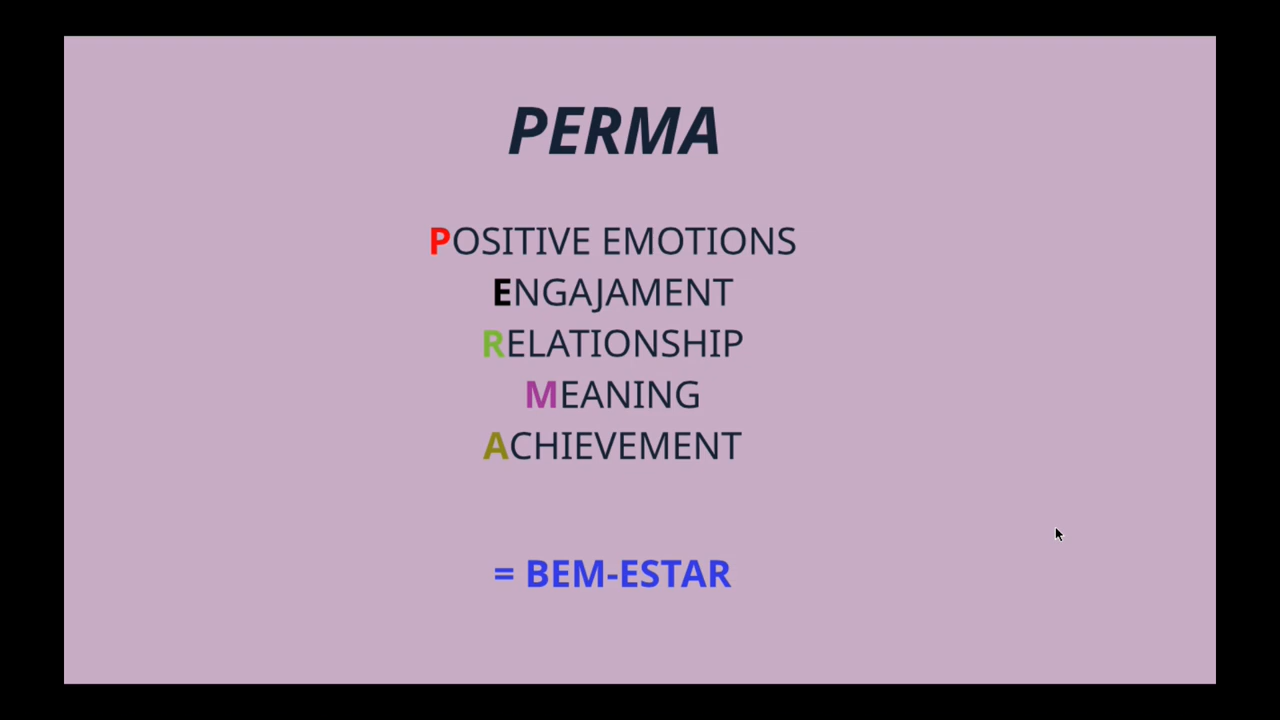 PERMA
POSITIVE EMOTIONS
ENGAJAMENT
RELATIONSHIP
MEANING
ACHIEVEMENT
= BEM-ESTAR